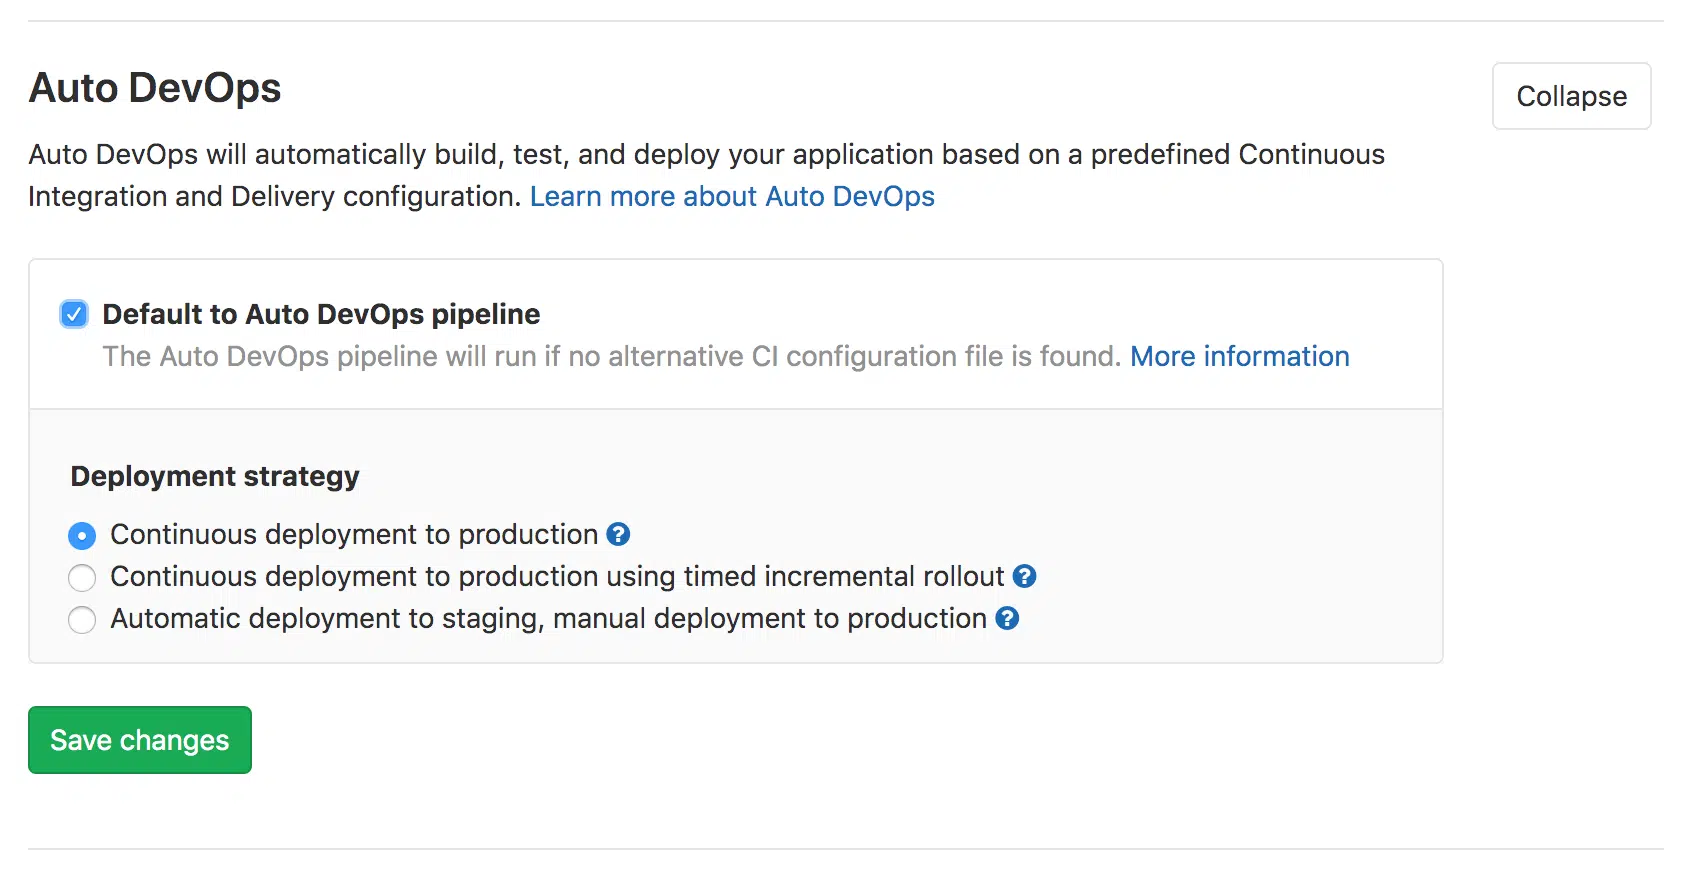 Auto DevOps
Collapse
Auto DevOps will automatically build, test, and deploy your application based on a predefined Continuous
Integration and Delivery configuration. Learn more about Auto DevOps
Default to Auto DevOps pipeline
The Auto DevOps pipeline will run if no alternative CI configuration file is found. More information
Deployment strategy
Continuous deployment to production ?
Continuous deployment to production using timed incremental rollout ?
Automatic deployment to staging, manual deployment to production ?
Save changes